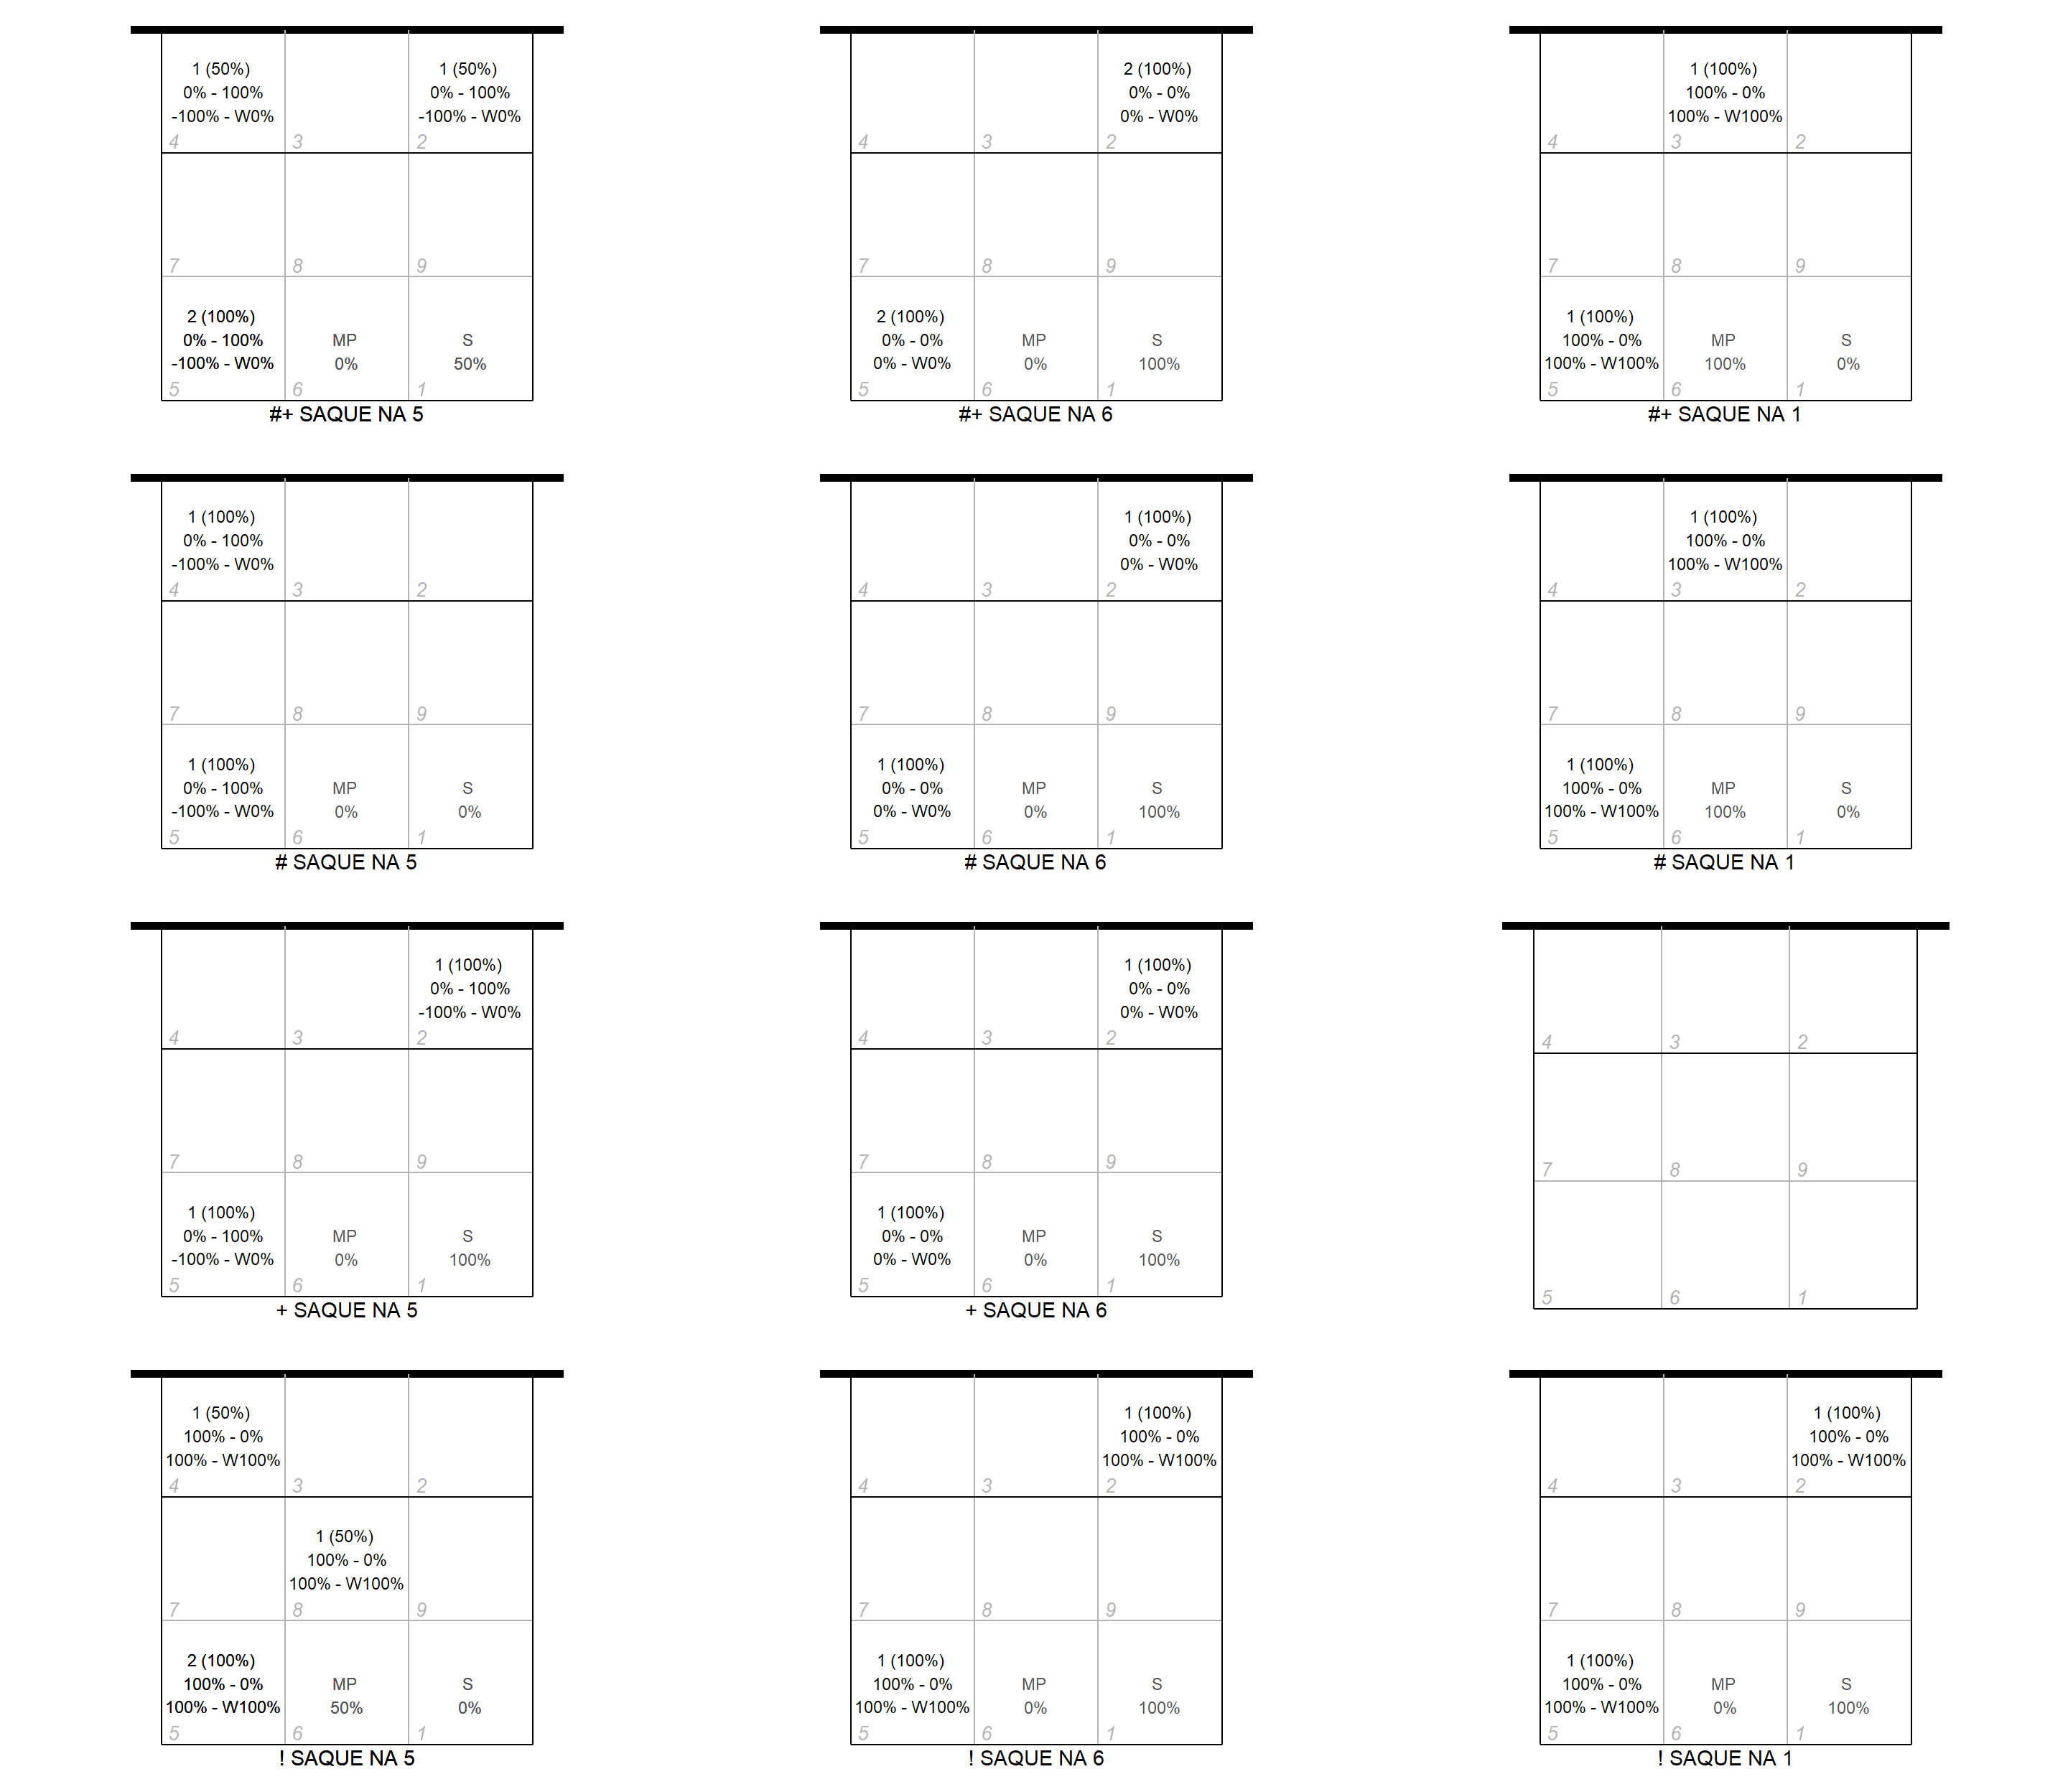 1 (50%)
0% - 100%
-100% - W0%
4
3
1 (50%)
0% - 100%
-100% - W0%
2
7
8
9
2 (100%)
0% - 100%
-100% - W0%
5
MP
0%
6
S
50%
1
#+ SAQUE NA 5
4
3
2 (100%)
0% - 0%
0% - W0%
2
7
8
9
2 (100%)
0% - 0%
0% - W0%
5
MP
0%
6
S
100%
1
#+ SAQUE NA 6
4
1 (100%)
100% - 0%
100% - W100%
3
2
7
8
9
1 (100%)
100% - 0%
100% - W100%
5
MP
100%
6
S
0%
1
#+ SAQUE NA 1
1 (100%)
0% - 100%
-100% - W0%
4
3
2
7
8
9
1 (100%)
0% - 100%
-100% - W0%
5
MP
0%
6
S
0%
1
# SAQUE NA 5
4
3
1 (100%)
0% - 0%
0% - W0%
2
7
8
9
1 (100%)
0% - 0%
0% - W0%
5
MP
0%
6
S
100%
1
# SAQUE NA 6
4
1 (100%)
100% - 0%
100% - W100%
3
2
7
8
9
1 (100%)
100% - 0%
100% - W100%
5
MP
100%
6
S
0%
1
# SAQUE NA 1
4
3
1 (100%)
0% - 100%
-100% - W0%
2
7
8
9
1 (100%)
0% - 100%
-100% - W0%
5
MP
0%
6
S
100%
1
+ SAQUE NA 5
4
3
1 (100%)
0% - 0%
0% - W0%
2
7
8
9
1 (100%)
0% - 0%
0% - W0%
5
MP
0%
6
S
100%
1
+ SAQUE NA 6
4
3
2
7
8
9
5
6
1
1 (50%)
100% - 0%
100% - W100%
4
3
2
7
1 (50%)
100% - 0%
100% - W100%
8
9
2 (100%)
100% - 0%
100% - W100%
5
MP
50%
6
S
0%
1
! SAQUE NA 5
4
3
1 (100%)
100% - 0%
100% - W100%
2
7
8
9
1 (100%)
100% - 0%
100% - W100%
5
MP
0%
6
S
100%
1
! SAQUE NA 6
4
3
1 (100%)
100% - 0%
100% - W100%
2
7
8
9
1 (100%)
100% - 0%
100% - W100%
5
MP
0%
6
S
100%
1
! SAQUE NA 1